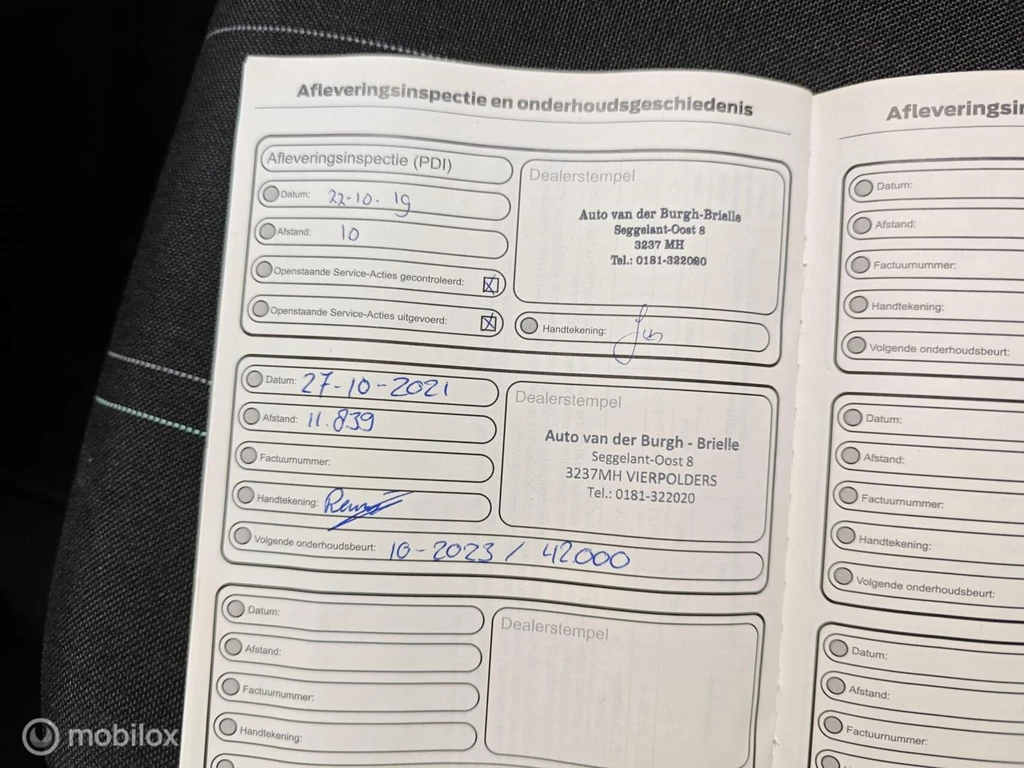 Afleveringsinspectie en onderhoudsgeschiedenis
Afleveringsinspectie (PDI)
Datum: 22-10-19
Afstand: 10
Openstaande Service-Acties gecontroleerd: X
Openstaande Service-Acties uitgevoerd: X
Dealerstempel
Auto van der Burgh-Brielle
Seggelant-Oost 8
3237 MH
Tel.: 0181-322020
Handtekening:
Datum: 27-10-2021
Afstand: 11.839
Factuurnummer:
Handtekening:
Volgende onderhoudsbeurt: 10-2023 / 42000
Dealerstempel
Auto van der Burgh - Brielle
Seggelant-Oost 8
3237MH VIERPOLDERS
Tel.: 0181-322020
Datum:
Afstand:
Factuurnummer:
Handtekening:
Dealerstempel
Afleveringsi
Datum:
Afstand:
Factuurnummer:
Handtekening:
Volgende onderhoudsbeurt:
Datum:
Afstand:
Factuurnummer:
Handtekening:
Volgende onderhoudsbeurt:
Datum:
Afstand:
Factuurnummer:
mobilox